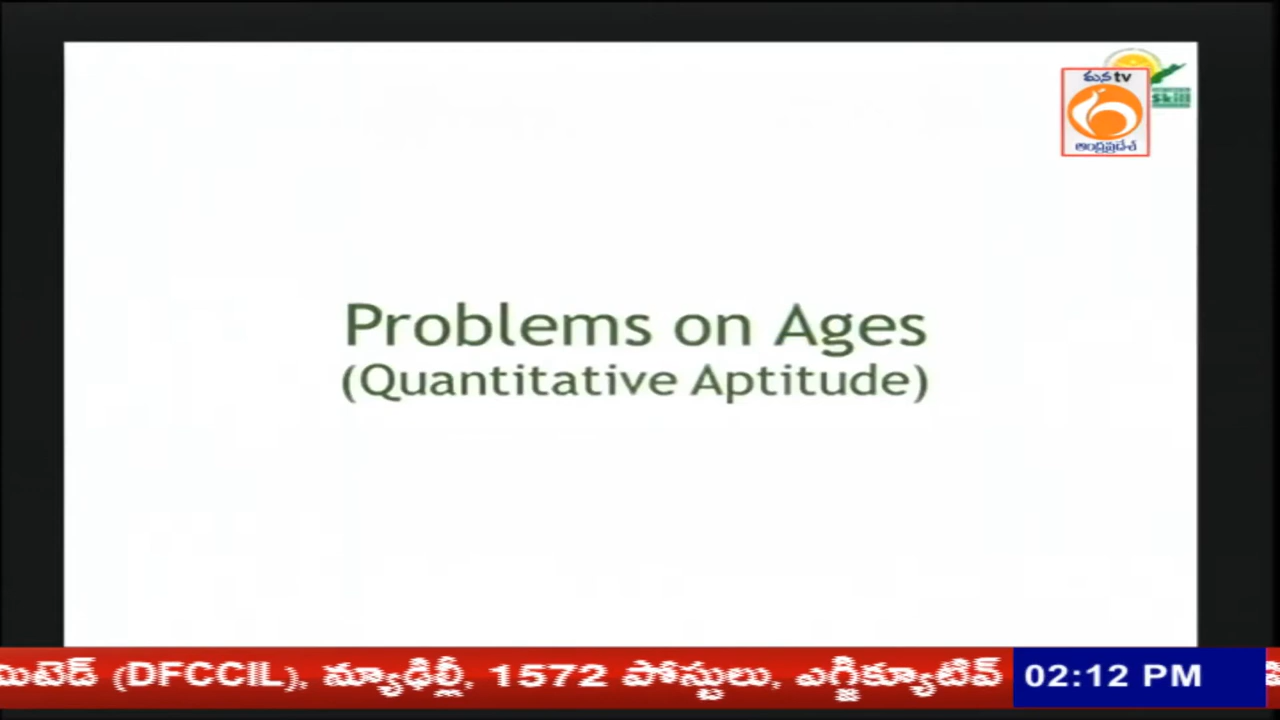 మన tv
skill
ఆంధ్రప్రదేశ్
Problems on Ages
(Quantitative Aptitude)
మిటెడ్ (DFCCIL), న్యూఢిల్లీ, 1572 పోస్టులు, ఎగ్జిక్యూటివ్
02:12 PM